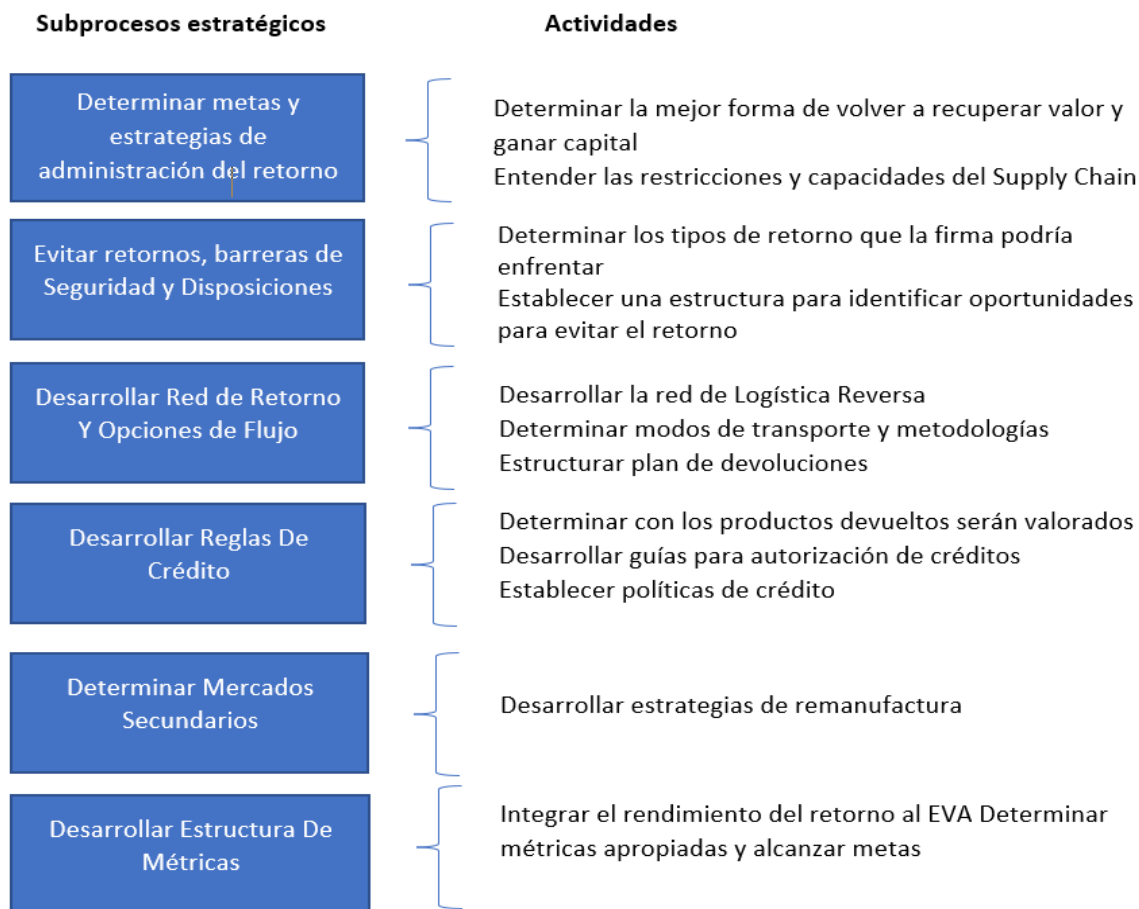 Subprocesos estratégicos
Actividades
Determinar metas y
estrategias de
administración del retorno
Determinar la mejor forma de volver a recuperar valor y
ganar capital
Entender las restricciones y capacidades del Supply Chain
Evitar retornos, barreras de
Seguridad y Disposiciones
Determinar los tipos de retorno que la firma podría
enfrentar
Establecer una estructura para identificar oportunidades
para evitar el retorno
Desarrollar Red de Retorno
Y Opciones de Flujo
Desarrollar la red de Logística Reversa
Determinar modos de transporte y metodologías
Estructurar plan de devoluciones
Desarrollar Reglas De
Crédito
Determinar con los productos devueltos serán valorados
Desarrollar guías para autorización de créditos
Establecer políticas de crédito
Determinar Mercados
Secundarios
Desarrollar estrategias de remanufactura
Desarrollar Estructura De
Métricas
Integrar el rendimiento del retorno al EVA Determinar
métricas apropiadas y alcanzar metas